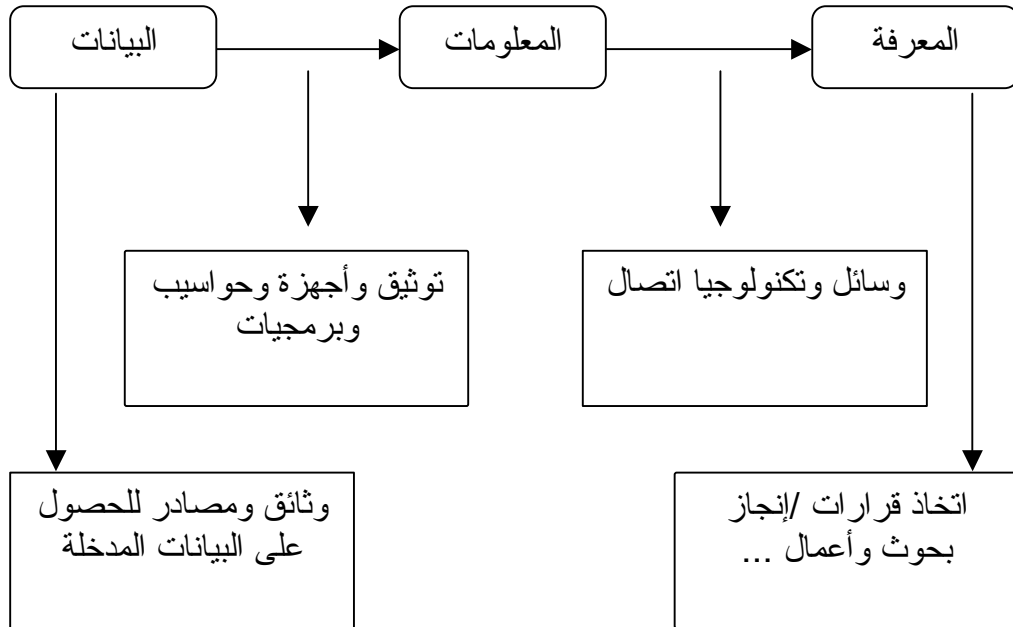 البيانات
المعلومات
المعرفة
توثيق وأجهزة وحواسيب
وبرمجيات
وسائل وتكنولوجيا اتصال
وثائق ومصادر للحصول
على البيانات المدخلة
اتخاذ قرارات /إنجاز
بحوث وأعمال ...